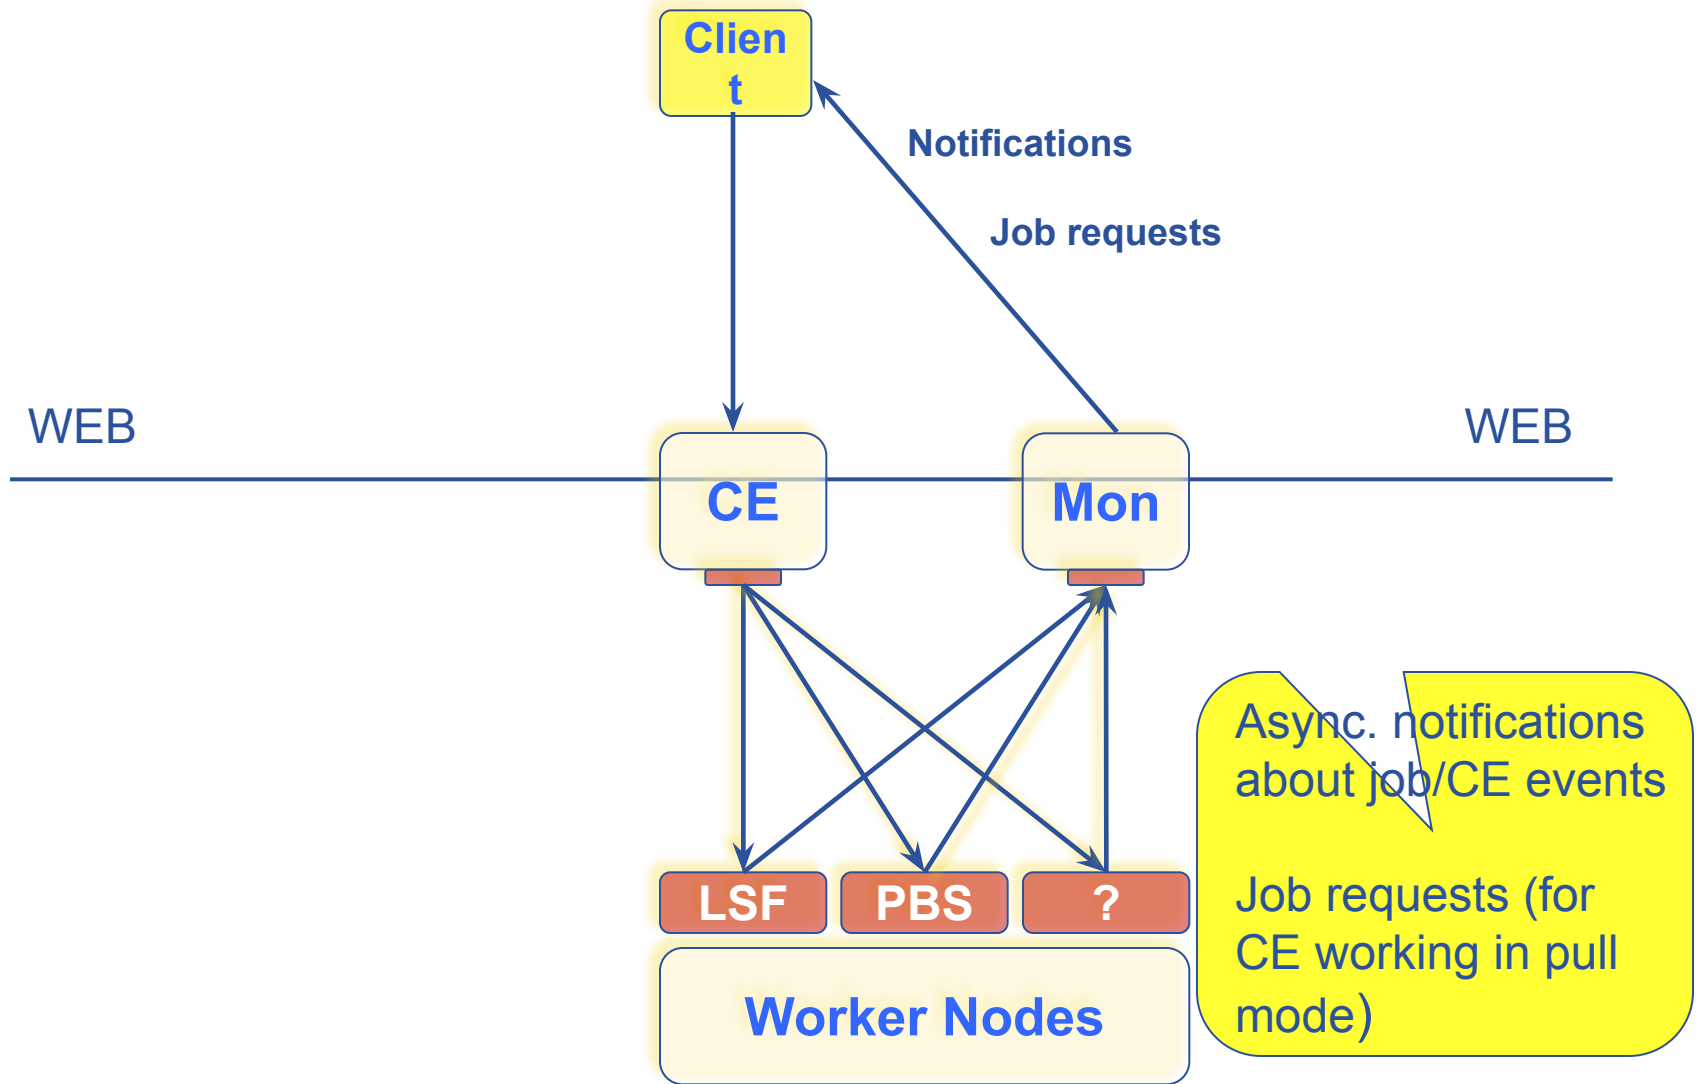 Clien
t
Notifications
Job requests
WEB
WEB
CE
Mon
Async. notifications
about job/CE events
Job requests (for
CE working in pull
mode)
LSF
PBS
?
Worker Nodes